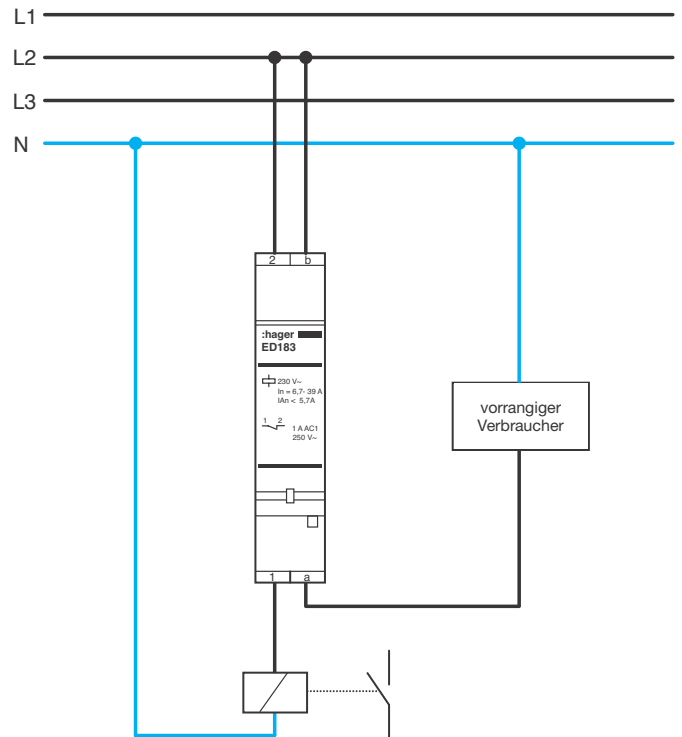 L1
L2
L3
N
2 b
:hager
ED183
230 V~
In = 6,7- 39 A
IAn < 5,7A
1 2
1 A AC1
250 V~
vorrangiger
Verbraucher
1 a